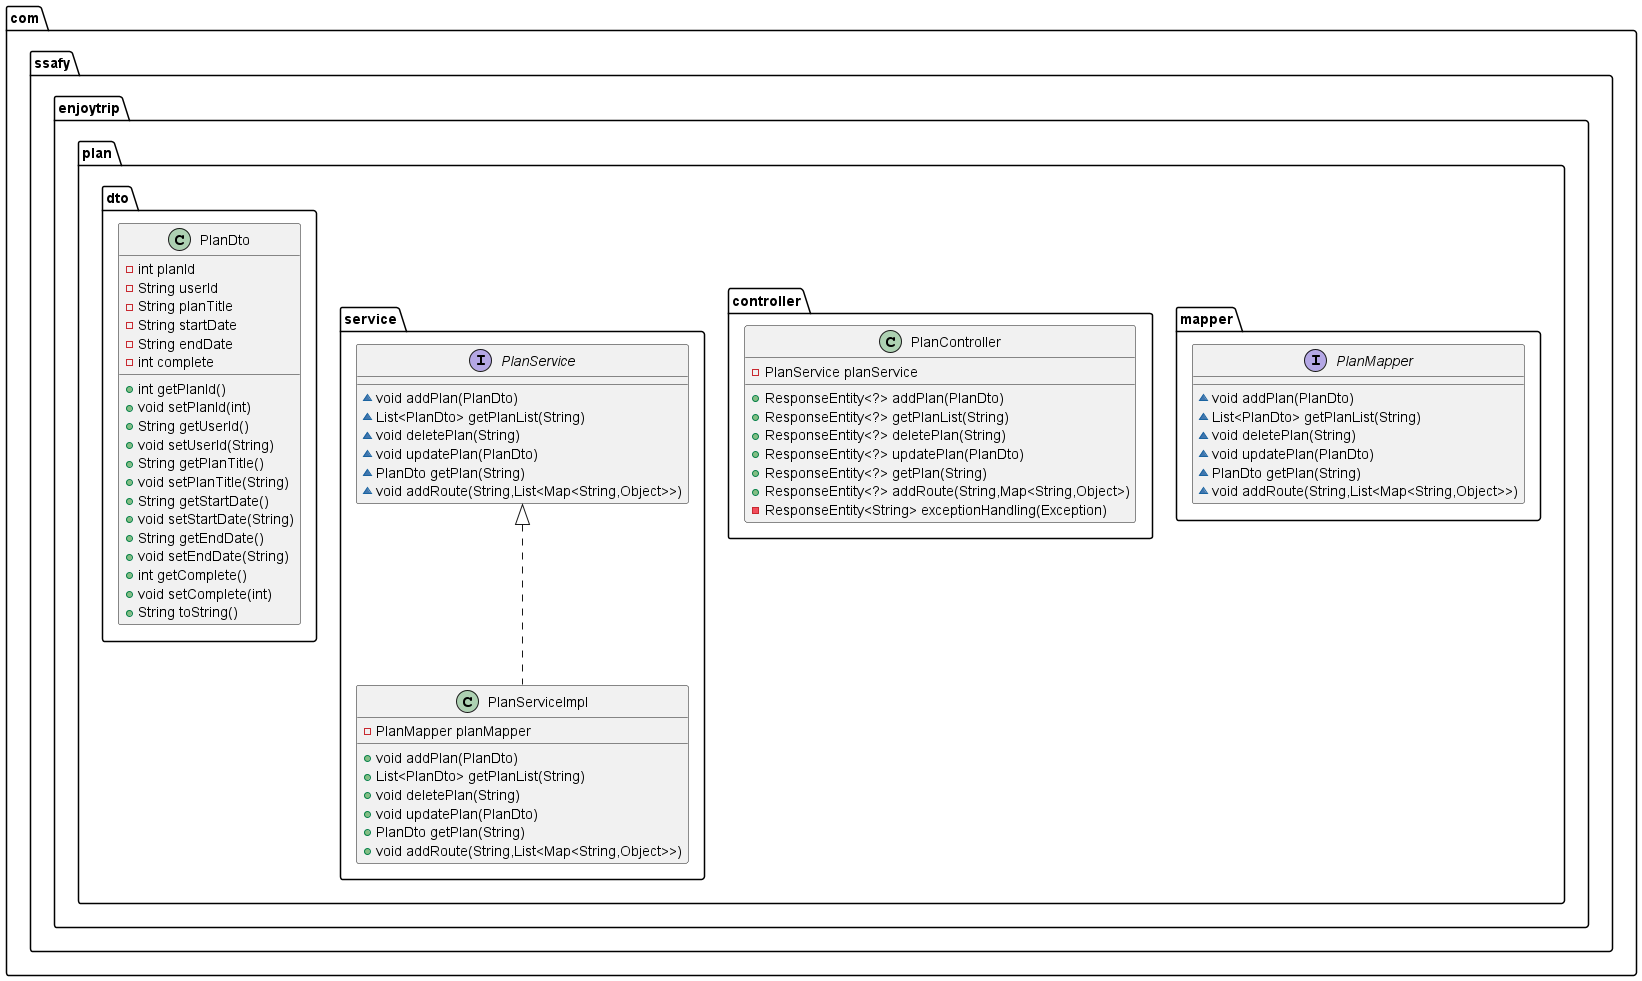 com
ssafy
enjoytrip
plan
dto
C PlanDto
int planId
String userId
String planTitle
String startDate
String endDate
int complete
int getPlanId()
void setPlanId(int)
String getUserId()
void setUserId(String)
String getPlanTitle()
void setPlanTitle(String)
String getStartDate()
void setStartDate(String)
String getEndDate()
void setEndDate(String)
int getComplete()
void setComplete(int)
String toString()
service
I PlanService
void addPlan(PlanDto)
List<PlanDto> getPlanList(String)
void deletePlan(String)
void updatePlan(PlanDto)
PlanDto getPlan(String)
void addRoute(String,List<Map<String,Object>>)
C PlanServiceImpl
PlanMapper planMapper
void addPlan(PlanDto)
List<PlanDto> getPlanList(String)
void deletePlan(String)
void updatePlan(PlanDto)
PlanDto getPlan(String)
void addRoute(String,List<Map<String,Object>>)
controller
C PlanController
PlanService planService
ResponseEntity<?> addPlan(PlanDto)
ResponseEntity<?> getPlanList(String)
ResponseEntity<?> deletePlan(String)
ResponseEntity<?> updatePlan(PlanDto)
ResponseEntity<?> getPlan(String)
ResponseEntity<?> addRoute(String,Map<String,Object>)
ResponseEntity<String> exceptionHandling(Exception)
mapper
I PlanMapper
void addPlan(PlanDto)
List<PlanDto> getPlanList(String)
void deletePlan(String)
void updatePlan(PlanDto)
PlanDto getPlan(String)
void addRoute(String,List<Map<String,Object>>)